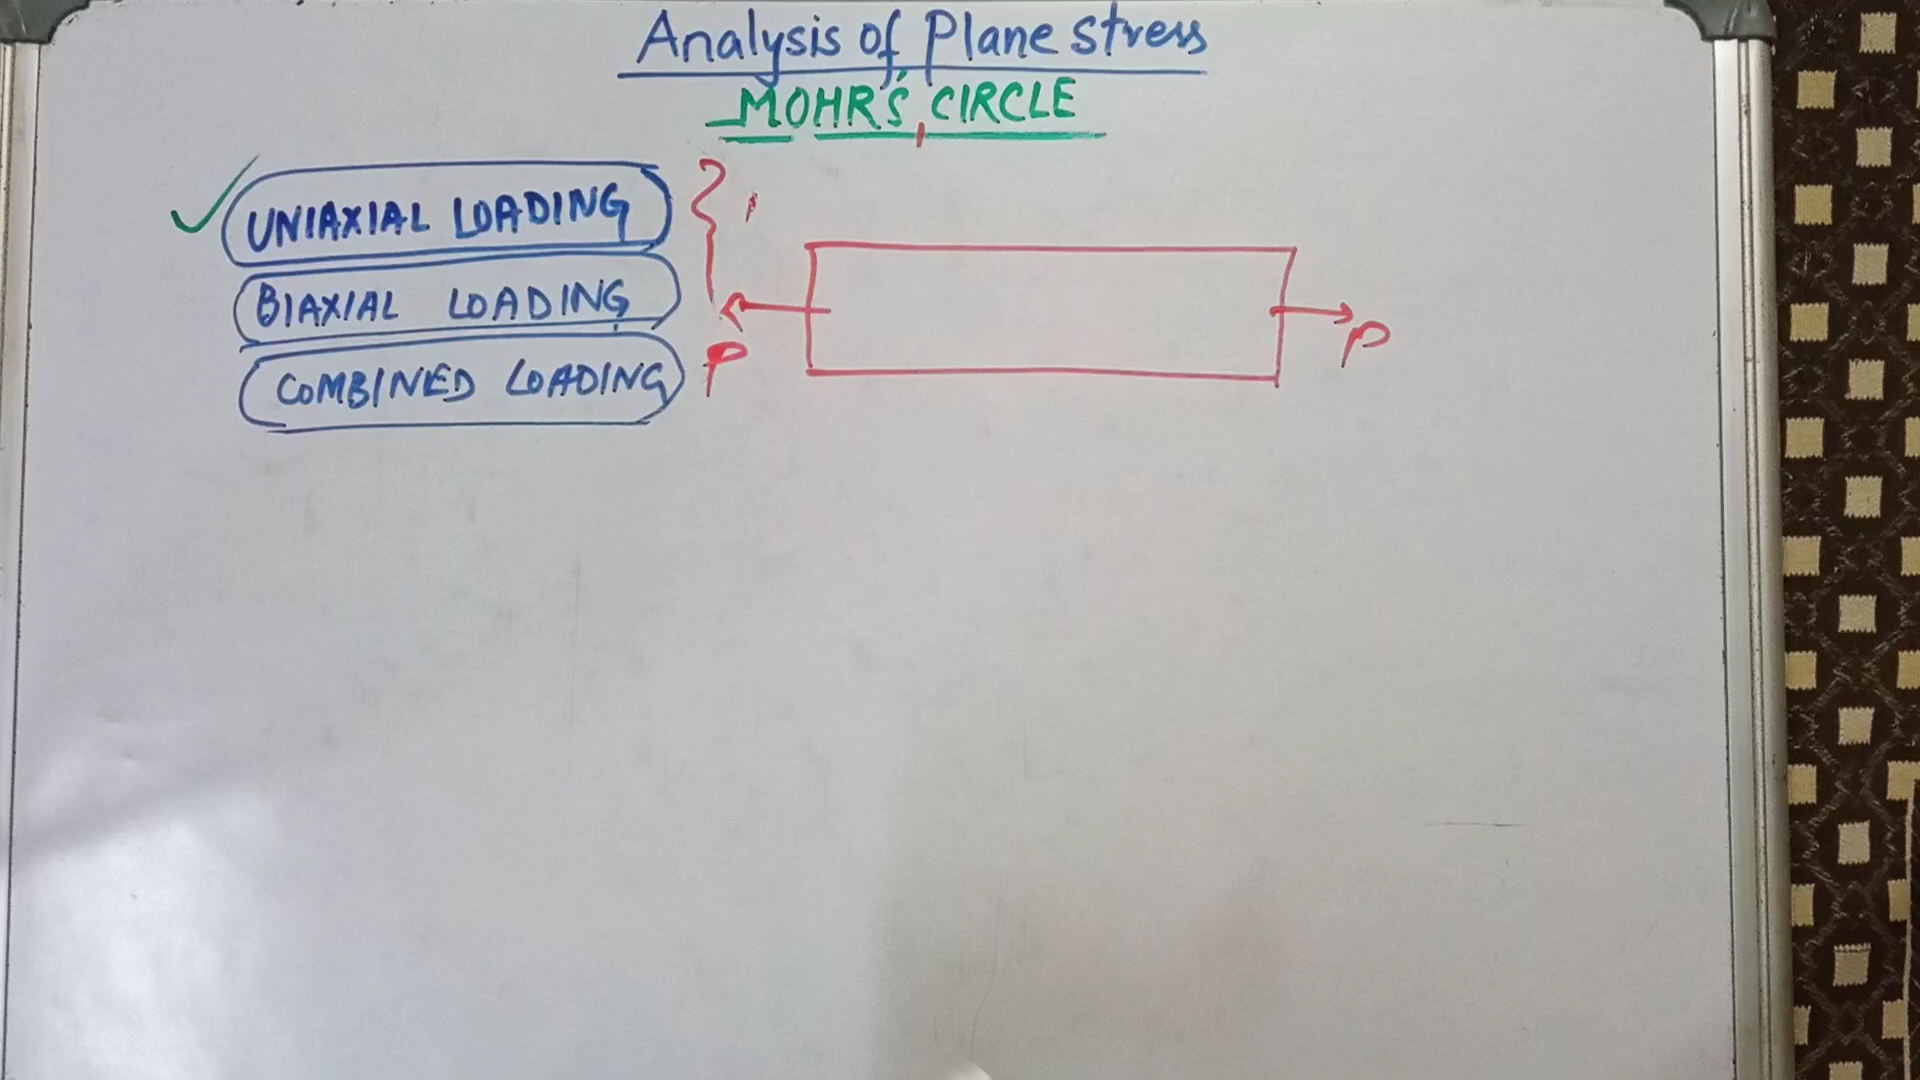 Analysis of Plane Stress
MOHR'S CIRCLE
UNIAXIAL LOADING
BIAXIAL LOADING
COMBINED LOADING
P
P